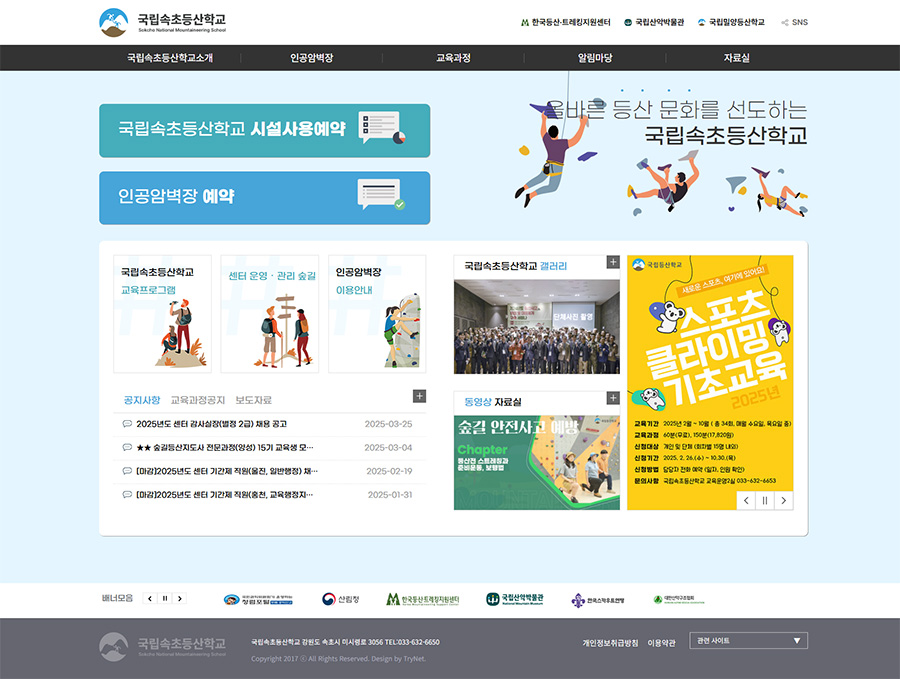 국립속초등산학교
Sokcho National Mountaineering School
한국등산·트레킹지원센터
국립산악박물관
국립밀양등산학교
SNS
국립속초등산학교소개
인공암벽장
교육과정
알림마당
자료실
국립속초등산학교 시설사용예약
인공암벽장 예약
올바른 등산 문화를 선도하는
국립속초등산학교
국립속초등산학교
교육프로그램
센터 운영 · 관리 숲길
인공암벽장
이용안내
공지사항 교육과정공지 보도자료
2025년도 센터 감사실장(별정 2급) 채용 공고 2025-03-25
★★ 숲길등산지도사 전문과정(양성) 15기 교육생 모··· 2025-03-04
[마감]2025년도 센터 기간제 직원(울진, 일반행정) 채··· 2025-02-19
[마감]2025년도 센터 기간제 직원(춘천, 교육행정지··· 2025-01-31
국립속초등산학교 갤러리
단체사진 촬영
동영상 자료실
숲길 안전사고 예방
Chapter
등산전 스트레칭과
준비운동, 보행법
국립등산학교
새로운 스포츠, 여기에 있어요!
스포츠
클라이밍
기초교육
2025년
교육기간 2025년 2월 ~ 10월 ( 총 34회, 매월 수요일, 목요일 중)
교육과정 60분(무료), 150분(17,820원)
신청대상 개인 및 단체 (회차별 15명 내외)
신청기간 2025. 2. 26.(수) ~ 10.30.(목)
신청방법 담당자 전화 예약 (일자, 인원 확인)
문의사항 국립속초등산학교 교육운영2실 033-632-6653
배너모음
산림청
한국등산·트레킹지원센터
국립산악박물관
National Mountain Museum
한국스카우트연맹
대한산악구조협회
국립속초등산학교
Sokcho National Mountaineering School
국립속초등산학교 강원도 속초시 미시령로 3056 TEL:033-632-6650
Copyright 2017 ⓒ All Rights Reserved. Design by TryNet.
개인정보취급방침
이용약관
관련 사이트